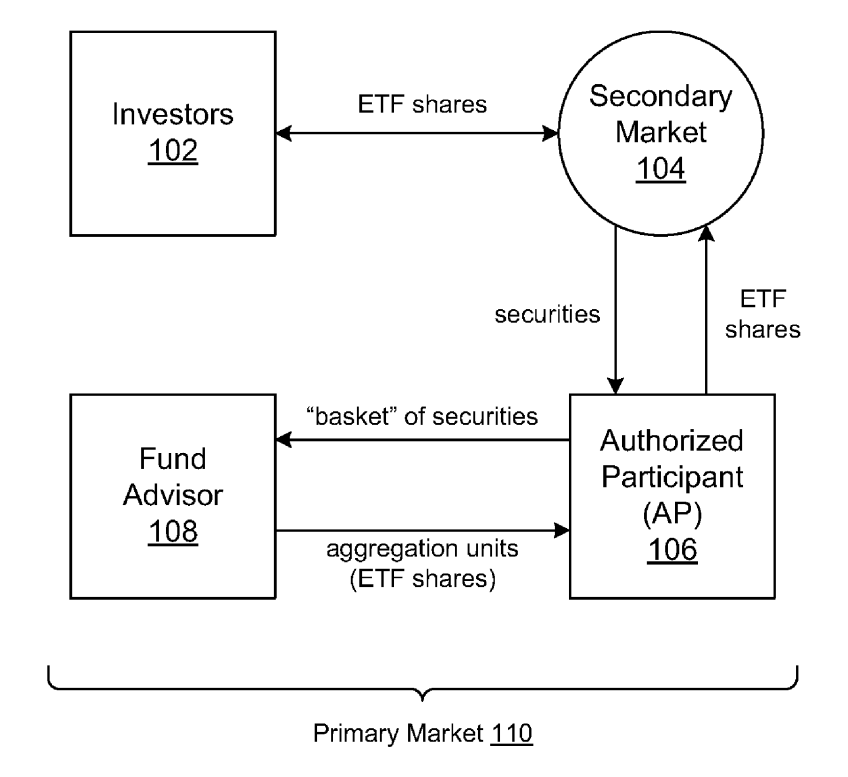 Investors
102
ETF shares
Secondary
Market
104
securities
ETF
shares
Fund
Advisor
108
“basket” of securities
aggregation units
(ETF shares)
Authorized
Participant
(AP)
106
Primary Market 110